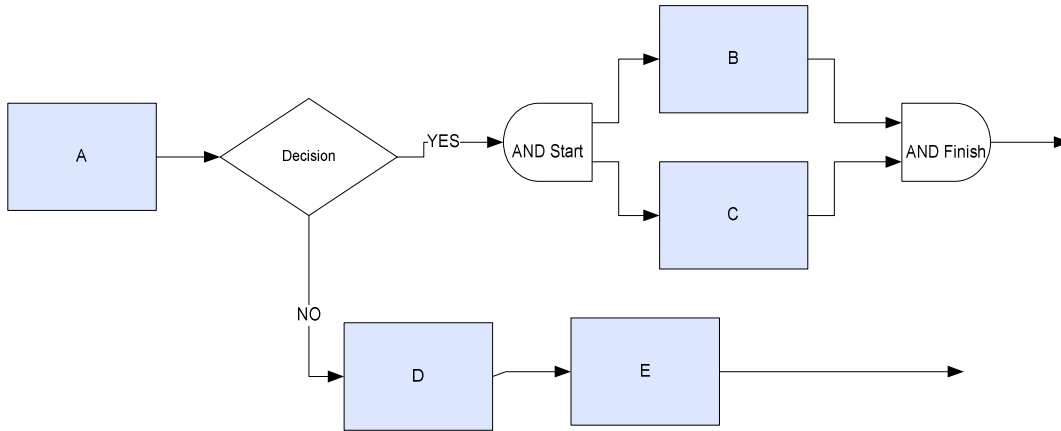 A
Decision
YES
AND Start
B
C
AND Finish
NO
D
E